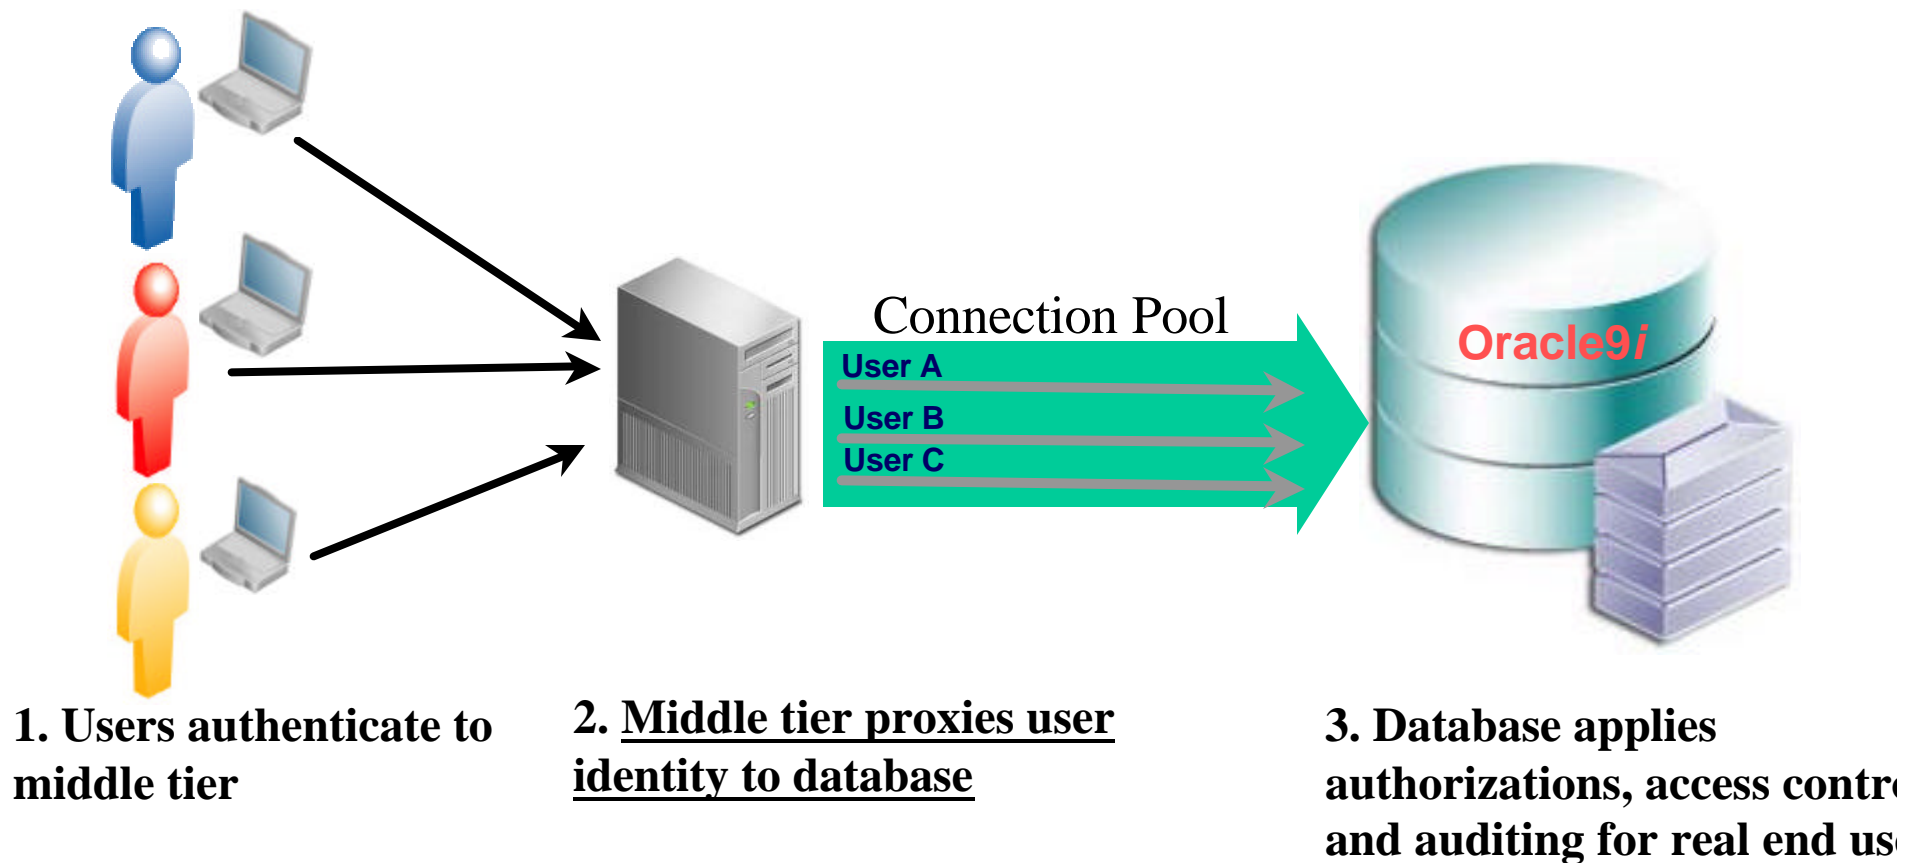 Connection Pool
User A
User B
User C
Oracle9i
1. Users authenticate to
middle tier
2. Middle tier proxies user
identity to database
3. Database applies
authorizations, access
and auditing for real end